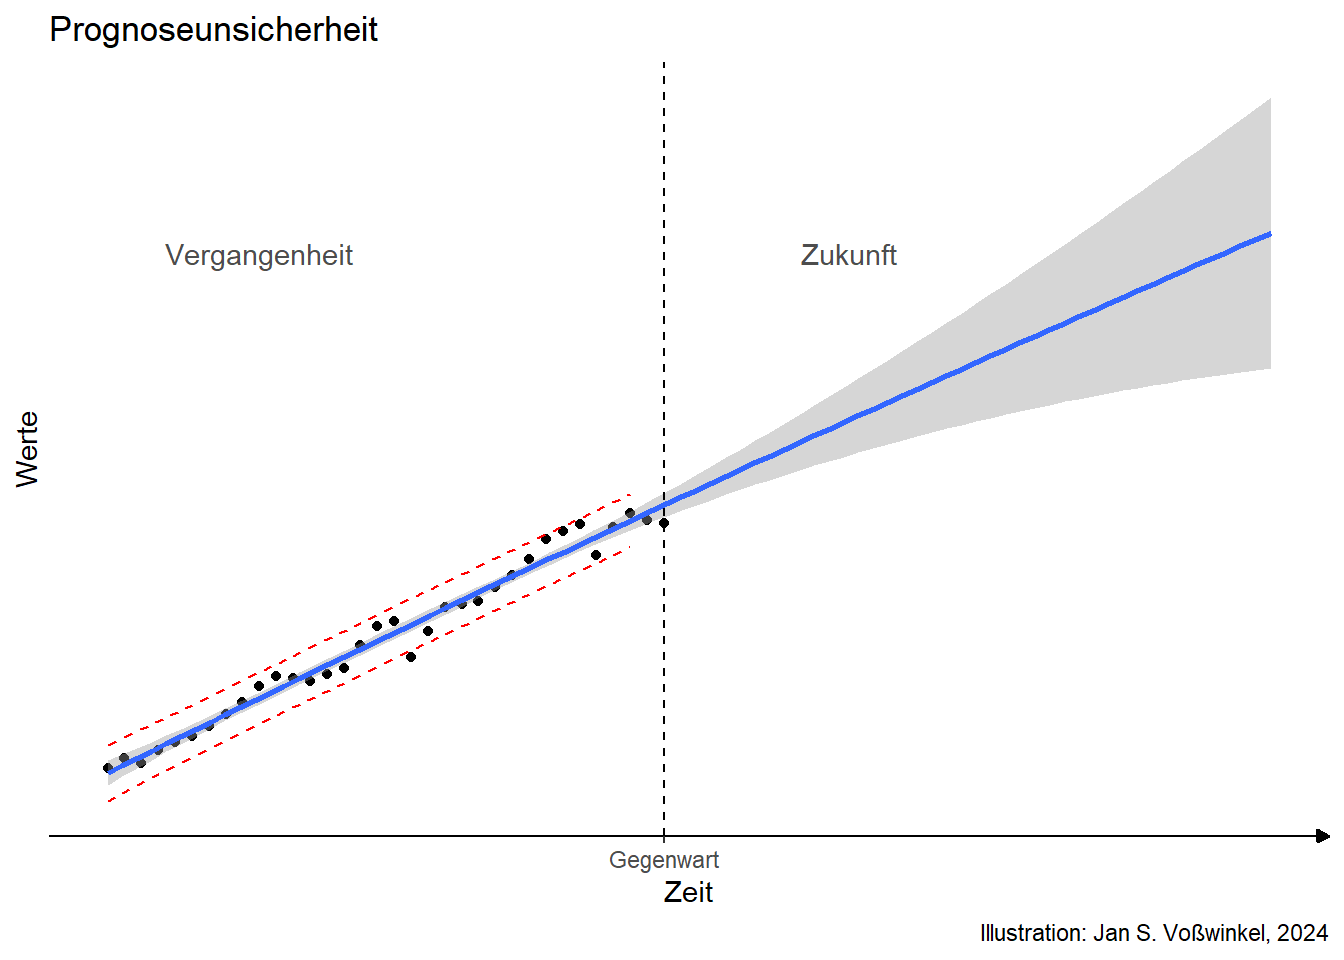 Prognoseunsicherheit
Vergangenheit
Zukunft
Werte
Gegenwart
Zeit
Illustration: Jan S. Voßwinkel, 2024